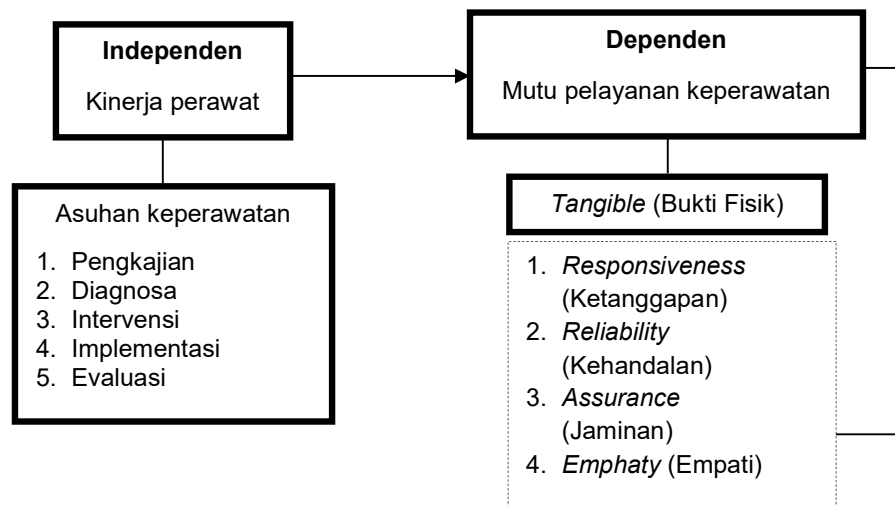 Independen
Kinerja perawat
Dependen
Mutu pelayanan keperawatan
Asuhan keperawatan
1. Pengkajian
2. Diagnosa
3. Intervensi
4. Implementasi
5. Evaluasi
Tangible (Bukti Fisik)
1. Responsiveness
(Ketanggapan)
2. Reliability
(Kehandalan)
3. Assurance
(Jaminan)
4. Emphaty (Empati)